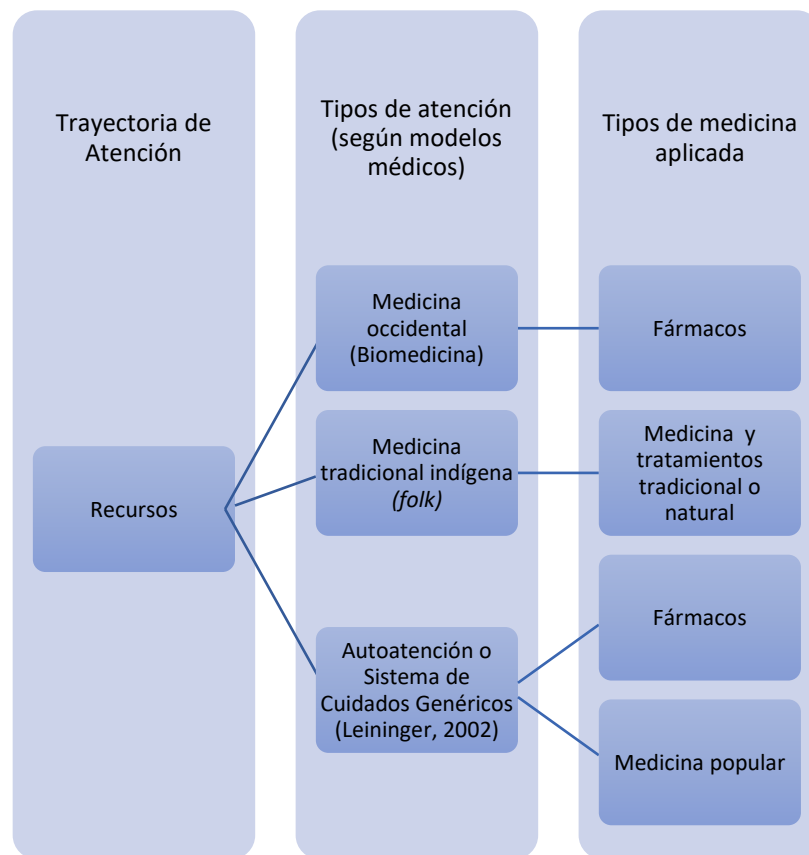 Trayectoria de
Atención
Tipos de atención
(según modelos
médicos)
Tipos de medicina
aplicada
Recursos
Medicina
occidental
(Biomedicina)
Fármacos
Medicina
tradicional indígena
(folk)
Medicina y
tratamientos
tradicional o
natural
Autoatención o
Sistema de
Cuidados Genéricos
(Leininger, 2002)
Fármacos
Medicina popular